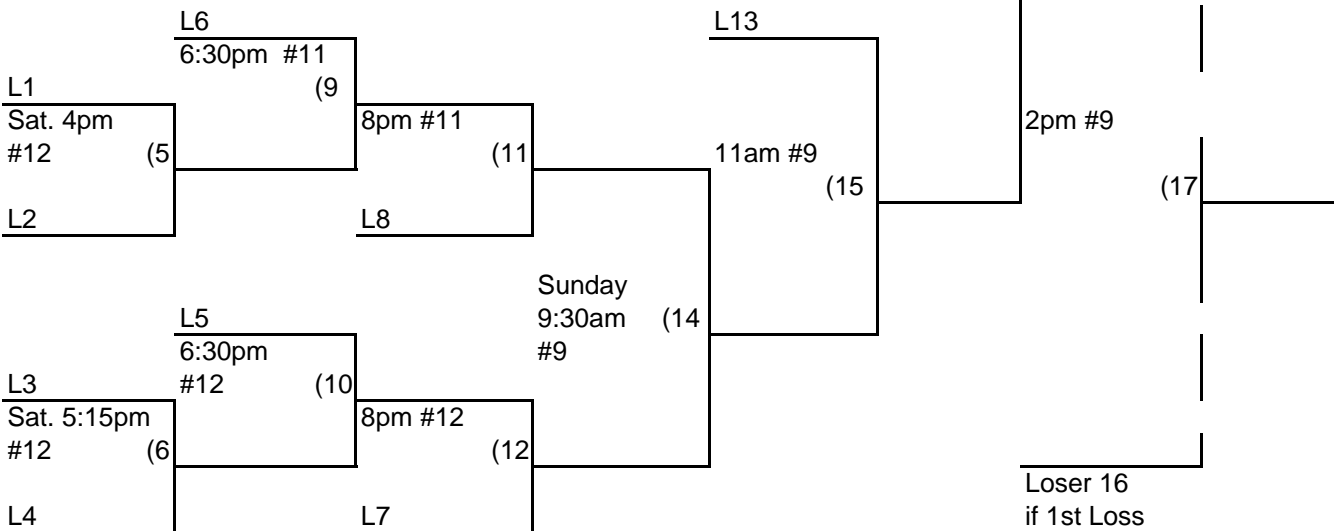 L6
6:30pm  #11
(9
L1
Sat. 4pm
#12 (5
L2
8pm #11
(11
L8
L13
11am #9
(15
2pm #9
(17
Sunday
9:30am (14
#9
L5
6:30pm
#12 (10
L3
Sat. 5:15pm
#12 (6
L4
8pm #12
(12
L7
Loser 16
if 1st Loss